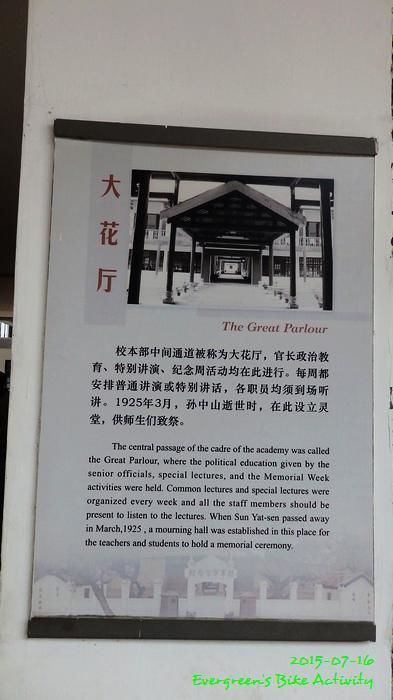 大花厅
The Great Parlour
校本部中间通道被称为大花厅，官长政治教
育、特别讲演、纪念周活动均在此进行。每周都
安排普通讲演或特别讲话，各职员均须到场听
讲。1925年3月，孙中山逝世时，在此设立灵
堂，供师生们致祭。
The central passage of the cadre of the academy was called
the Great Parlour, where the political education given by the
senior officials, special lectures, and the Memorial Week
activities were held. Common lectures and special lectures were
organized every week and all the staff members should be
present to listen to the lectures. When Sun Yat-sen passed away
in March,1925 , a mourning hall was established in this place for
the teachers and students to hold a memorial ceremony.
2015-07-16
Evergreen's Bike Activity